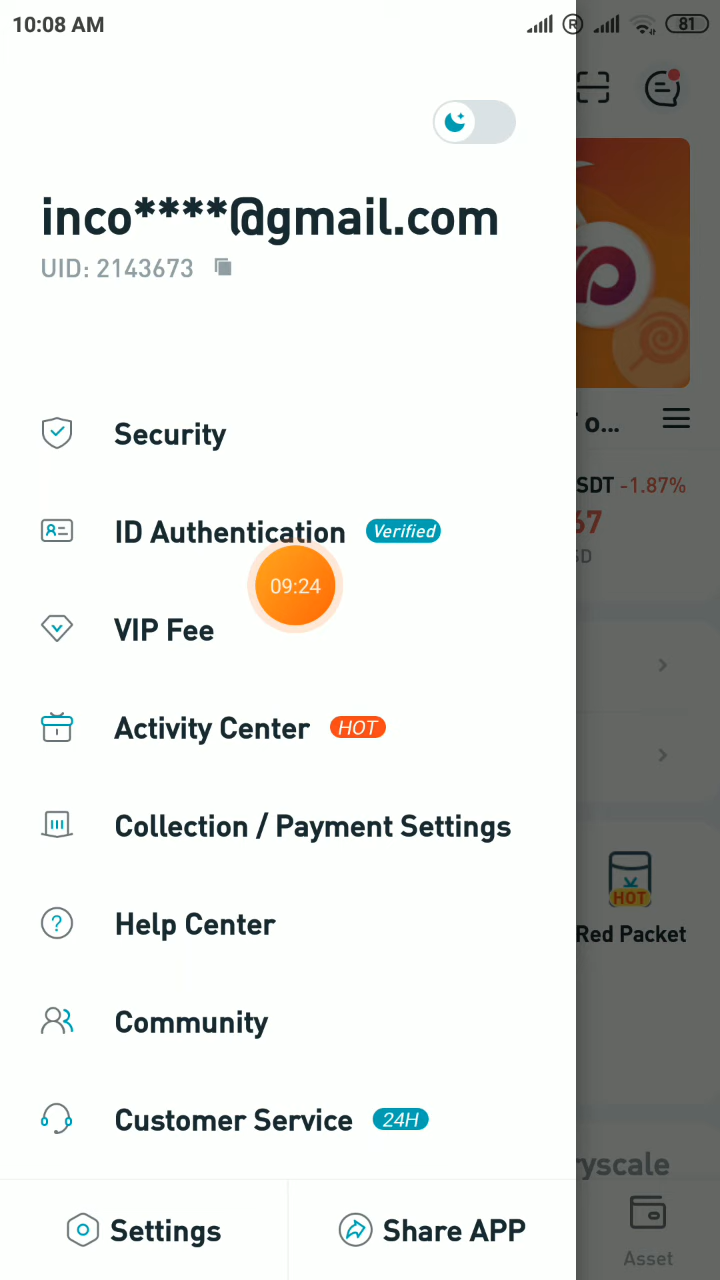 10:08 AM
R
81
inco****@gmail.com
UID: 2143673
o...
Security
SDT -1.87%
67
D
ID Authentication Verified
09:24
VIP Fee
Activity Center HOT
Collection / Payment Settings
HOT
Red Packet
Help Center
Community
Customer Service 24H
yscale
Settings
Share APP
Asset